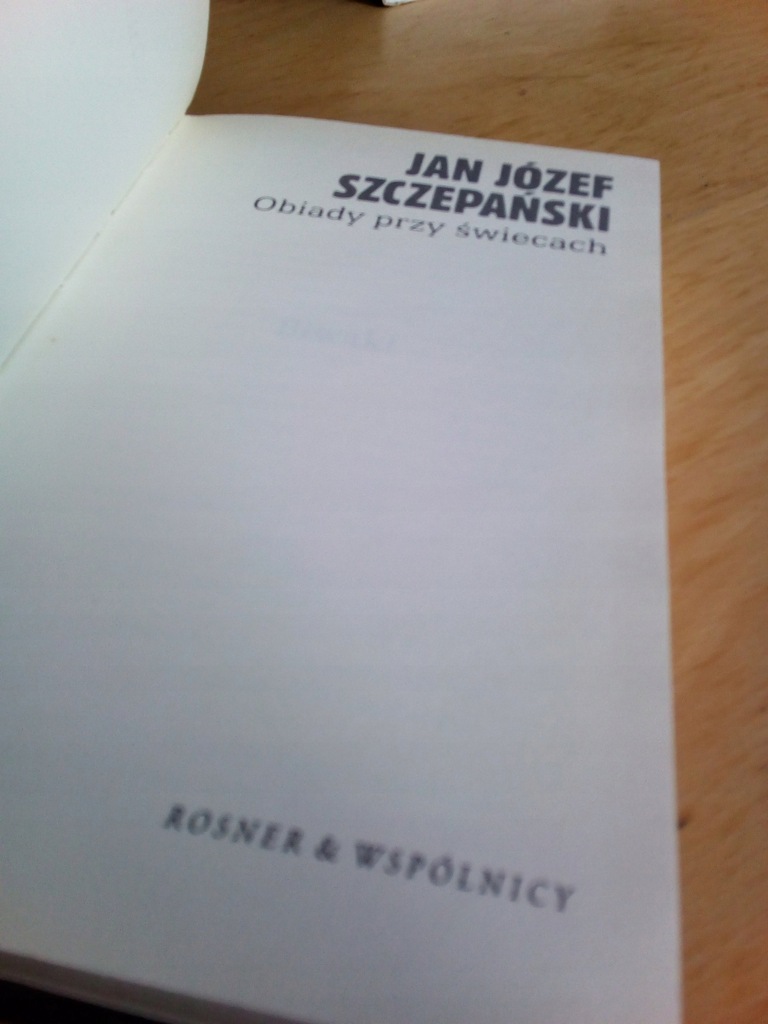 JAN JÓZEF
SZCZEPAŃSKI
Obiady przy świecach
ROSNER & WSPÓLNICY